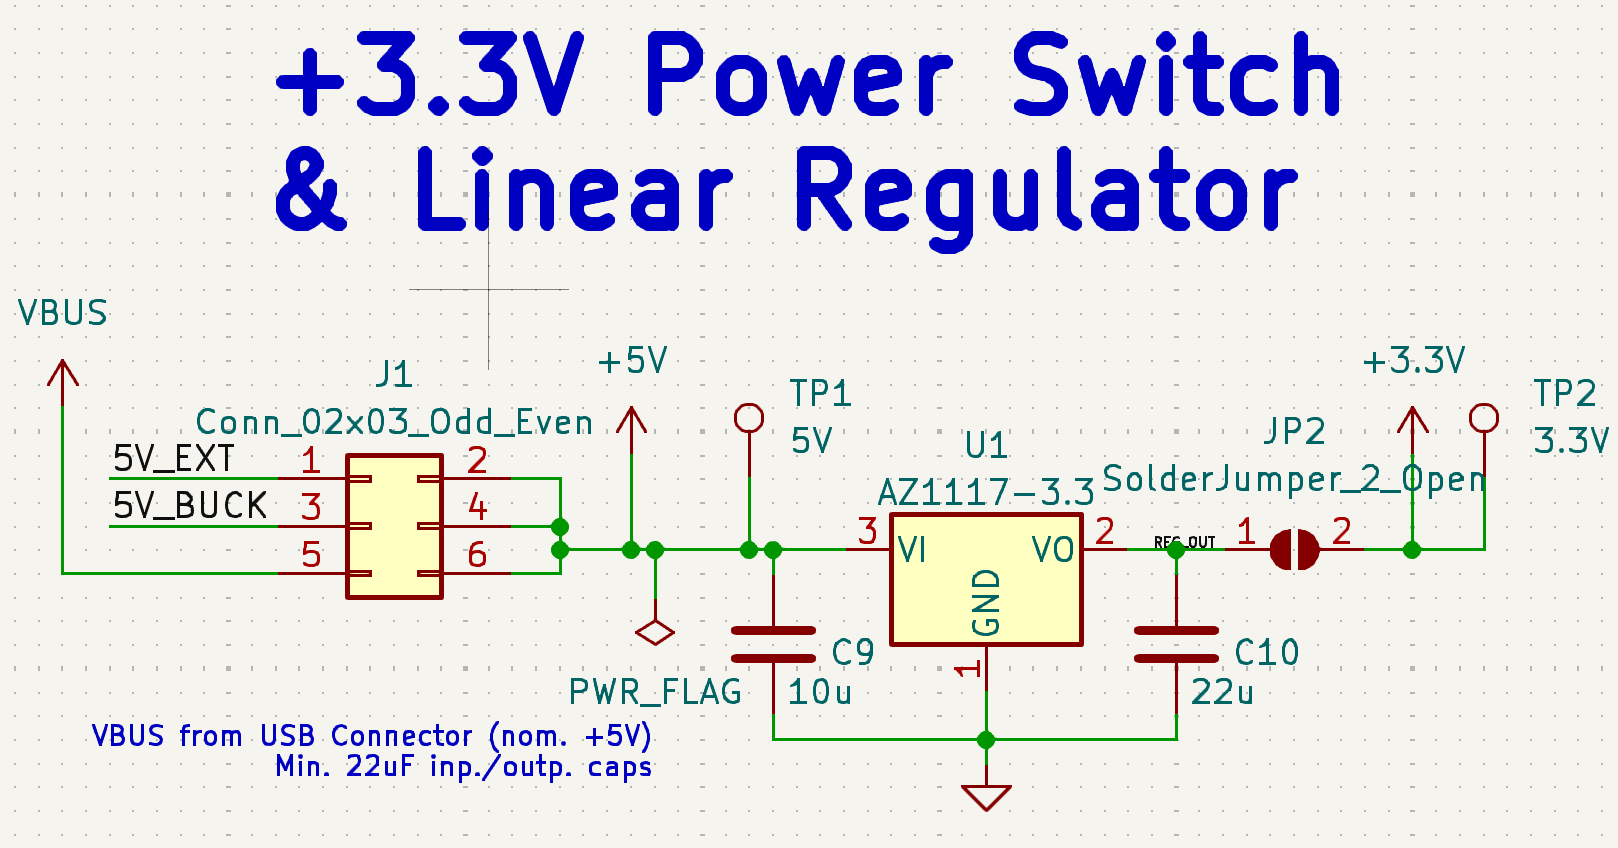 +3.3V Power Switch
& Linear Regulator
VBUS
J1
Conn_02x03_Odd_Even
5V_EXT
1
2
5V_BUCK
3
4
5
6
+5V
TP1
5V
U1
AZ1117-3.3
3
VI
VO
2
GND
1
REG_OUT
JP2
SolderJumper_2_Open
1
2
+3.3V
TP2
3.3V
PWR_FLAG
C9
10u
C10
22u
VBUS from USB Connector (nom. +5V)
Min. 22uF inp./outp. caps